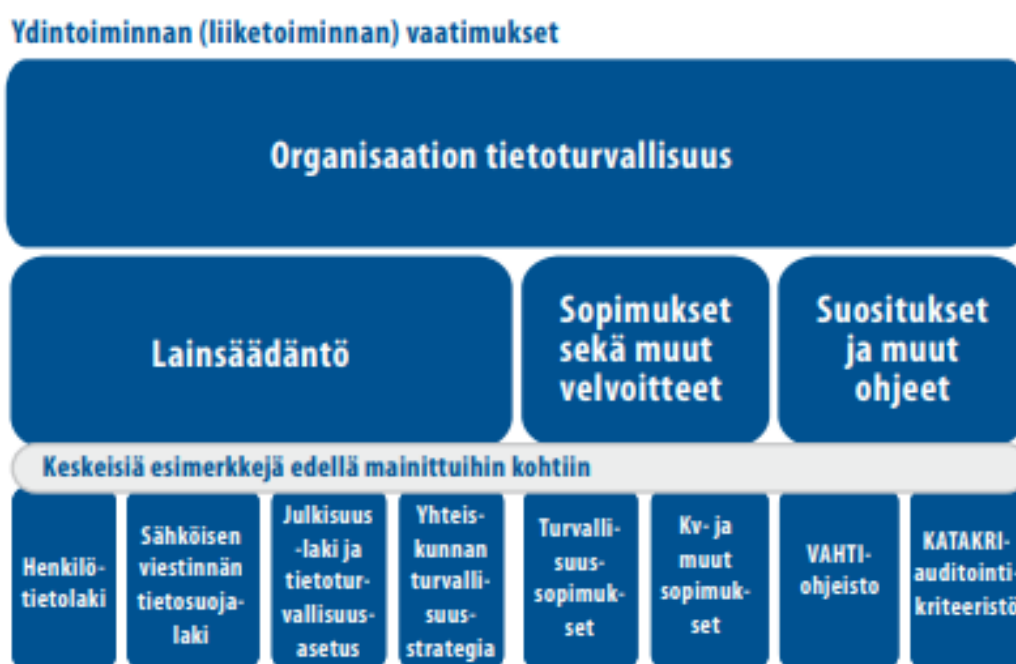 Ydintoiminnan (liiketoiminnan) vaatimukset
Organisaation tietoturvallisuus
Lainsäädäntö
Sopimukset
sekä muut
velvoitteet
Suositukset
ja muut
ohjeet
Keskeisiä esimerkkejä edellä mainittuihin kohtiin
Henkilö-
tietolaki
Sähköisen
viestinnän
tietosuoja-
laki
Julkisuus
-laki ja
tietotur-
vallisuus-
asetus
Yhteis-
kunnan
turvalli-
suus-
strategia
Turvalli-
suus-
sopimuk-
set
Kv- ja
muut
sopimuk-
set
VAHTI-
ohjeisto
KATAKRI-
auditointi-
kriteeristö